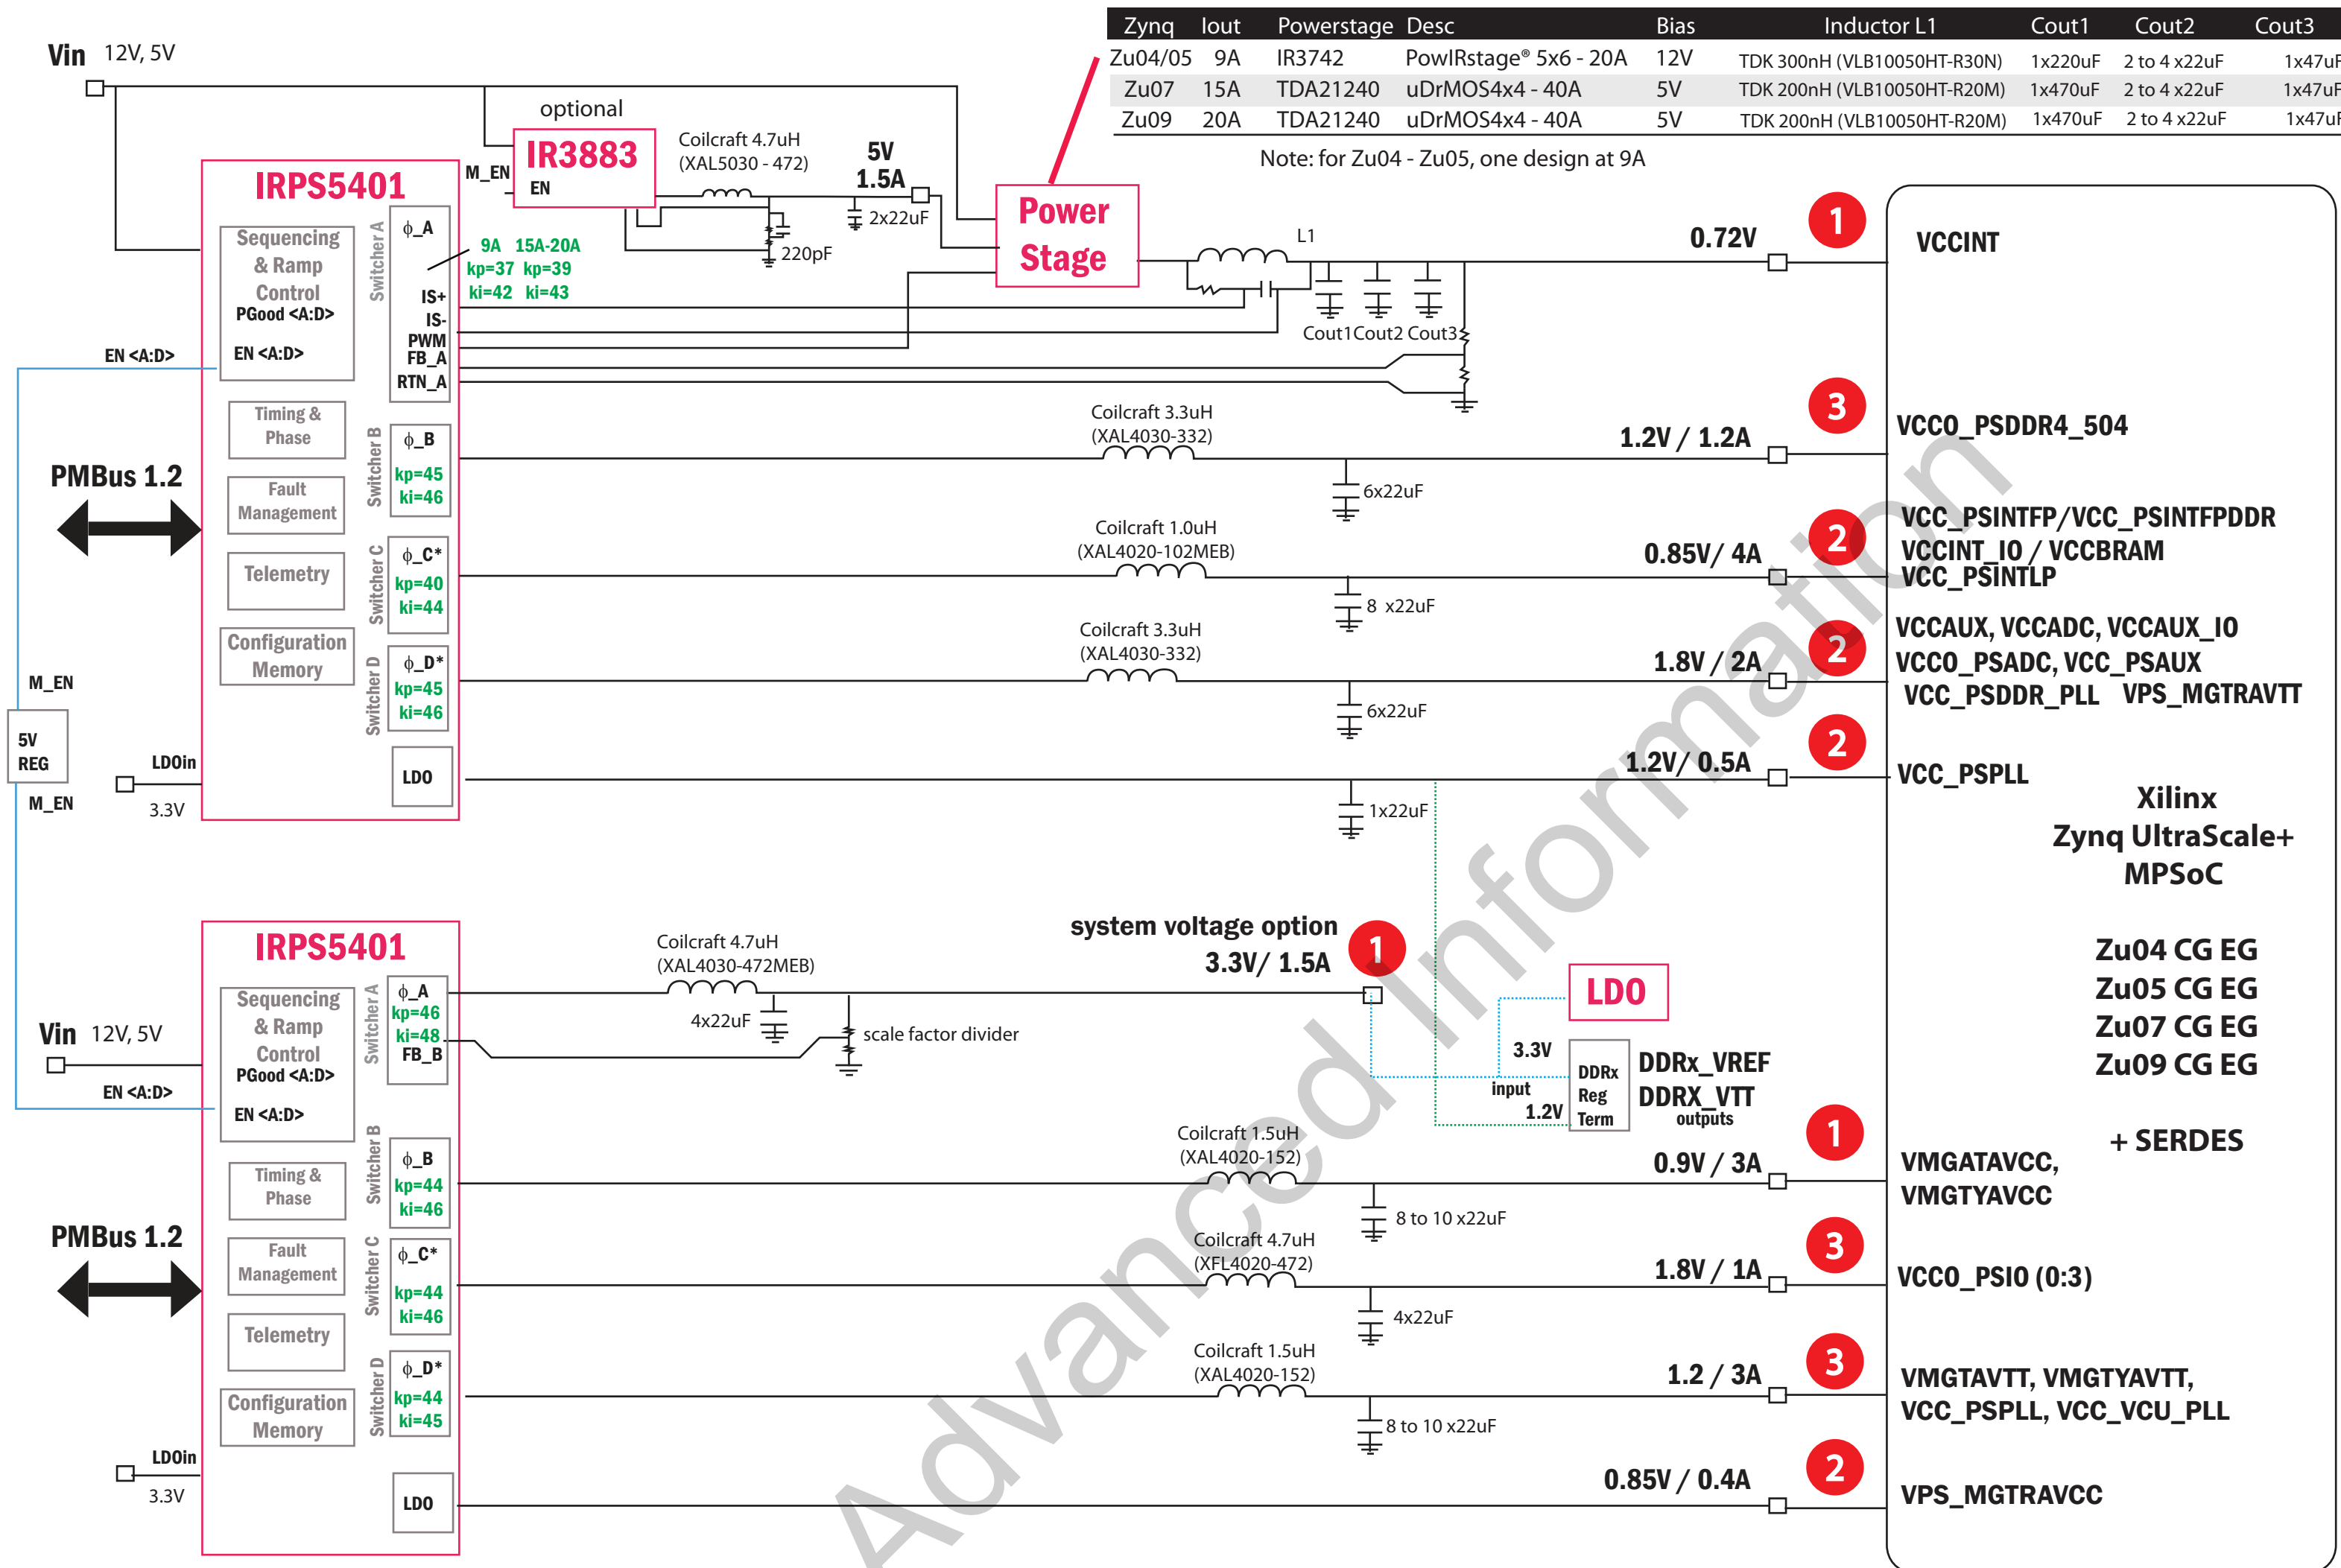 Zynq Iout Powerstage Desc Bias Inductor L1 Cout1 Cout2 Cout3
Zu04/05 9A IR3742 PowIRstage® 5x6 - 20A 12V TDK 300nH (VLB10050HT-R30N) 1x220uF 2 to 4 x22uF 1x47uF
Zu07 15A TDA21240 uDrMOS4x4 - 40A 5V TDK 200nH (VLB10050HT-R20M) 1x470uF 2 to 4 x22uF 1x47uF
Zu09 20A TDA21240 uDrMOS4x4 - 40A 5V TDK 200nH (VLB10050HT-R20M) 1x470uF 2 to 4 x22uF 1x47uF
Note: for Zu04 - Zu05, one design at 9A
Vin 12V, 5V
optional
IR3883
M_EN
EN
Coilcraft 4.7uH
(XAL5030 - 472)
5V
1.5A
2x22uF
220pF
Power
Stage
L1
Cout1 Cout2 Cout3
0.72V
1
VCCINT
IRPS5401
Sequencing
& Ramp
Control
PGood <A:D>
EN <A:D>
EN <A:D>
Switcher A
ϕ_A
9A 15A-20A
kp=37 kp=39
ki=42 ki=43
IS+
IS-
PWM
FB_A
RTN_A
Timing &
Phase
Switcher B
ϕ_B
kp=45
ki=46
Coilcraft 3.3uH
(XAL4030-332)
6x22uF
1.2V / 1.2A
3
VCCO_PSDDR4_504
PMBus 1.2
Fault
Management
Switcher C
ϕ_C*
kp=40
ki=44
Coilcraft 1.0uH
(XAL4020-102MEB)
8 x22uF
0.85V/ 4A
2
VCC_PSINTFP/VCC_PSINTFPDDR
VCCINT_IO / VCCBRAM
VCC_PSINTLP
Telemetry
Configuration
Memory
Switcher D
ϕ_D*
kp=45
ki=46
Coilcraft 3.3uH
(XAL4030-332)
6x22uF
1.8V / 2A
2
VCCAUX, VCCADC, VCCAUX_IO
VCCO_PSADC, VCC_PSAUX
VCC_PSDDR_PLL VPS_MGTRAVTT
M_EN
5V
REG
M_EN
LDOin
3.3V
LDO
1x22uF
1.2V/ 0.5A
2
VCC_PSPLL
Xilinx
Zynq UltraScale+
MPSoC
Zu04 CG EG
Zu05 CG EG
Zu07 CG EG
Zu09 CG EG
+ SERDES
IRPS5401
Vin 12V, 5V
Sequencing
& Ramp
Control
PGood <A:D>
EN <A:D>
EN <A:D>
Switcher A
ϕ_A
kp=46
ki=48
FB_B
Coilcraft 4.7uH
(XAL4030-472MEB)
4x22uF
scale factor divider
system voltage option
3.3V/ 1.5A
1
LDO
3.3V
input
1.2V
DDRx
Reg
Term
DDRx_VREF
DDRX_VTT
outputs
Timing &
Phase
Switcher B
ϕ_B
kp=44
ki=46
Coilcraft 1.5uH
(XAL4020-152)
8 to 10 x22uF
0.9V / 3A
1
VMGATAVCC,
VMGTYAVCC
PMBus 1.2
Fault
Management
Switcher C
ϕ_C*
kp=44
ki=46
Coilcraft 4.7uH
(XFL4020-472)
4x22uF
1.8V / 1A
3
VCCO_PSIO (0:3)
Telemetry
Configuration
Memory
Switcher D
ϕ_D*
kp=44
ki=45
Coilcraft 1.5uH
(XAL4020-152)
8 to 10 x22uF
1.2 / 3A
3
VMGTAVTT, VMGTYAVTT,
VCC_PSPLL, VCC_VCU_PLL
LDOin
3.3V
LDO
0.85V / 0.4A
2
VPS_MGTRAVCC
Advanced Information